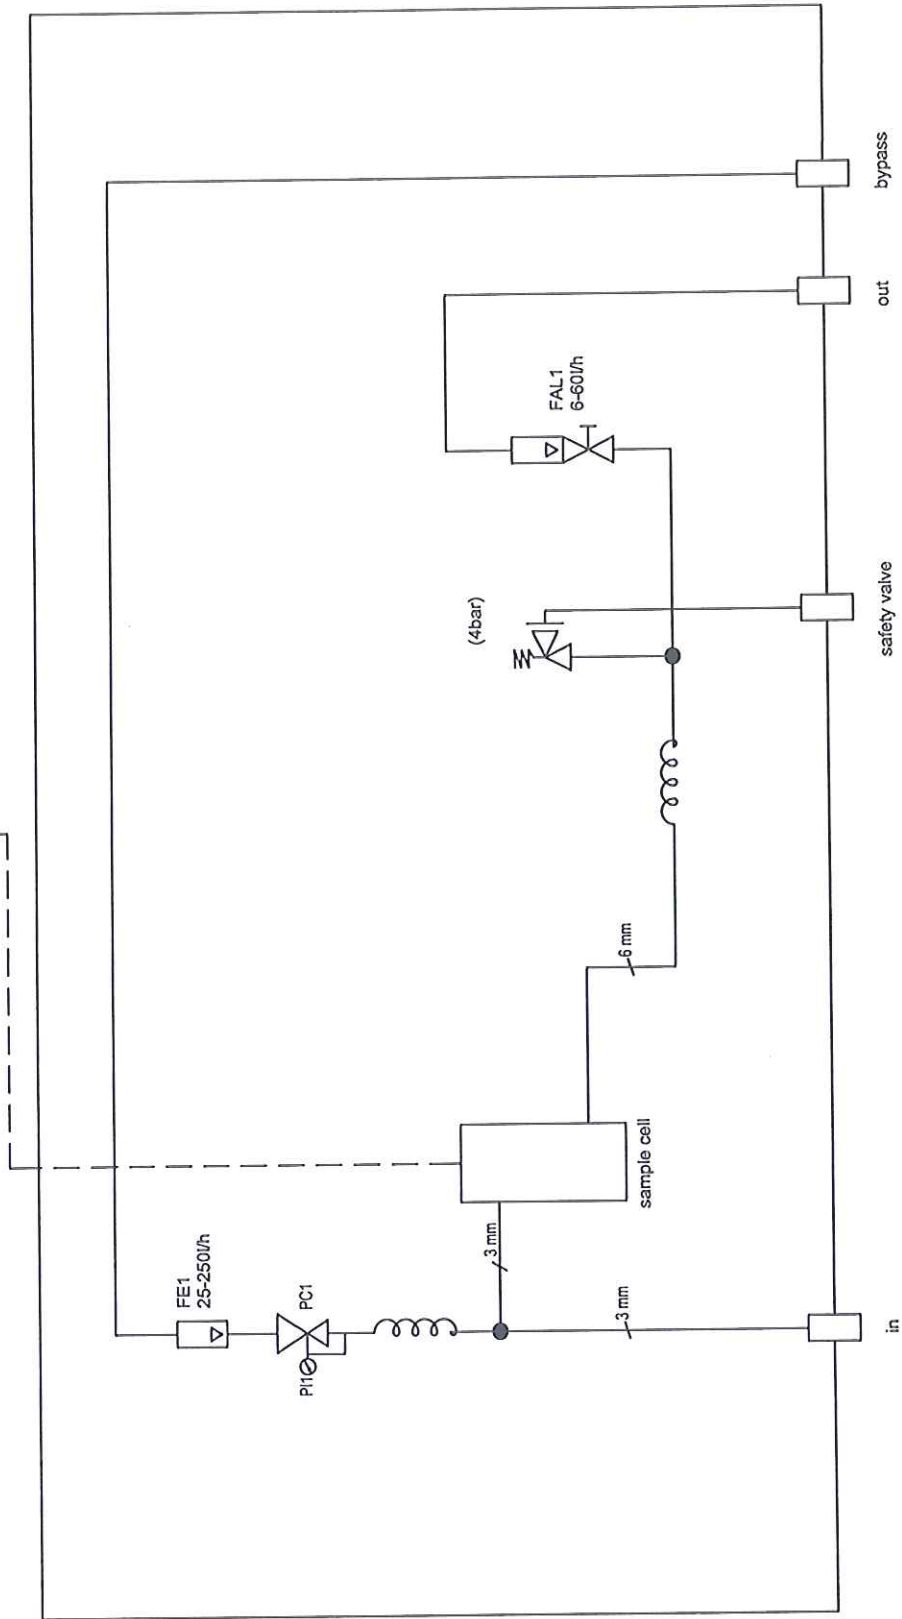 FE1
25-250l/h
PI1
PC1
3 mm
3 mm
in
sample cell
6 mm
(4bar)
safety valve
FAL1
6-60l/h
out
bypass